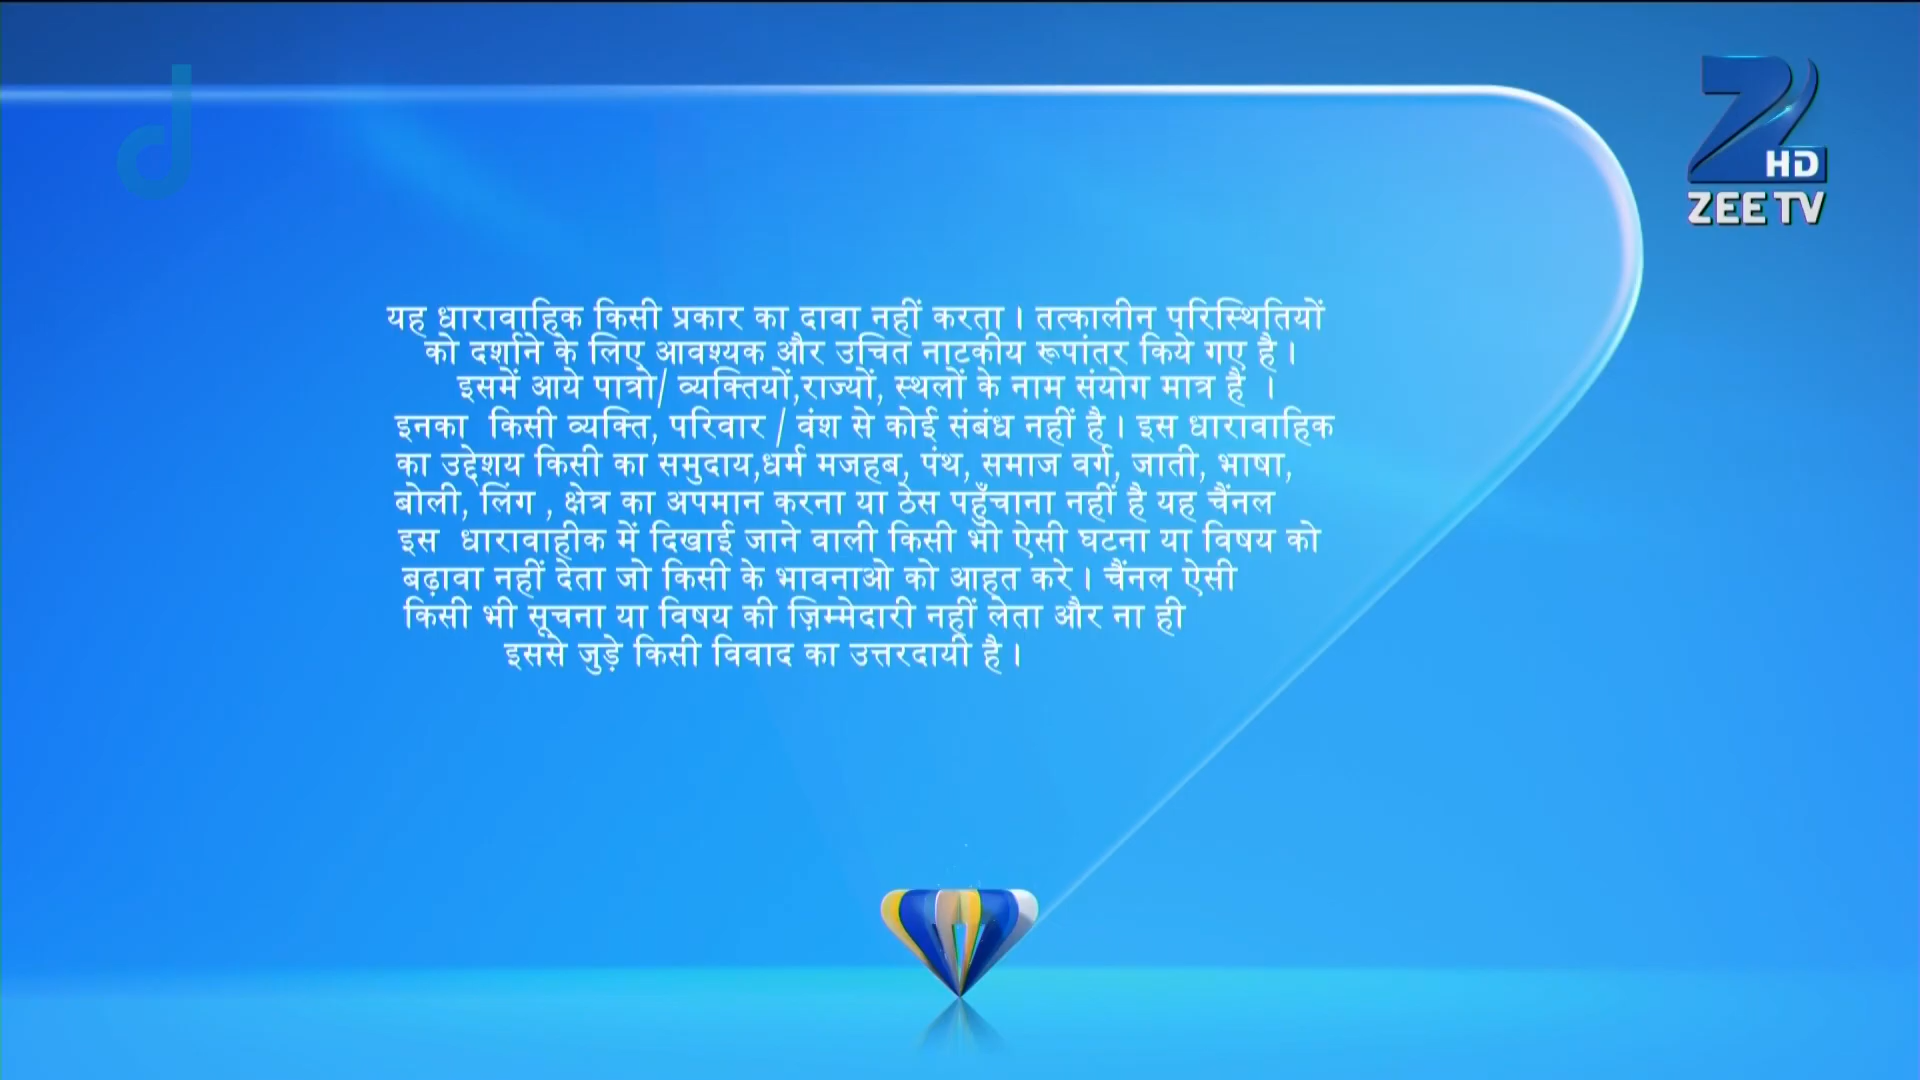 HD
ZEE TV
यह धारावाहिक किसी प्रकार का दावा नहीं करता । तत्कालीन परिस्थितियों
को दर्शाने के लिए आवश्यक और उचित नाटकीय रूपांतर किये गए है ।
इसमें आये पात्रो/ व्यक्तियों,राज्यों, स्थलों के नाम संयोग मात्र हैं ।
इनका किसी व्यक्ति, परिवार / वंश से कोई संबंध नहीं है । इस धारावाहिक
का उद्देशय किसी का समुदाय,धर्म मजहब, पंथ, समाज वर्ग, जाती, भाषा,
बोली, लिंग , क्षेत्र का अपमान करना या ठेस पहुँचाना नहीं है यह चैंनल
इस धारावाहीक में दिखाई जाने वाली किसी भी ऐसी घटना या विषय को
बढ़ावा नहीं देता जो किसी के भावनाओ को आहत करे । चैंनल ऐसी
किसी भी सूचना या विषय की ज़िम्मेदारी नहीं लेता और ना ही
इससे जुड़े किसी विवाद का उत्तरदायी है ।